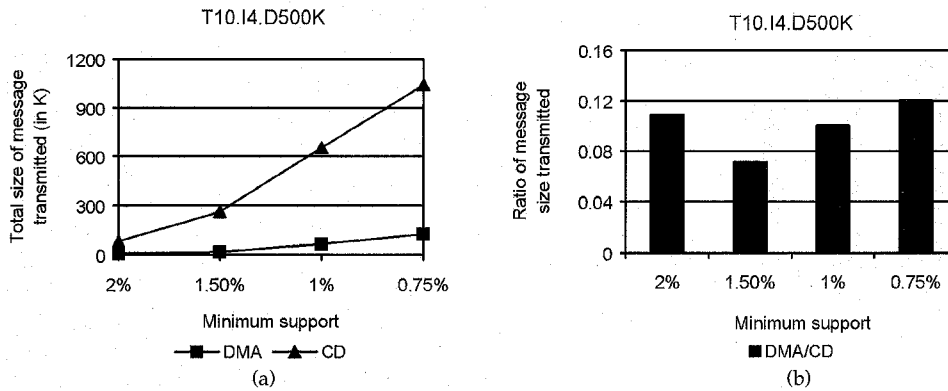 T10.I4.D500K
Total size of message
transmitted (in K)
1200
900
600
300
0
2% 1.50% 1% 0.75%
Minimum support
DMA CD
(a)
T10.I4.D500K
Ratio of message
size transmitted
0.16
0.12
0.08
0.04
0
2% 1.50% 1% 0.75%
Minimum support
DMA/CD
(b)